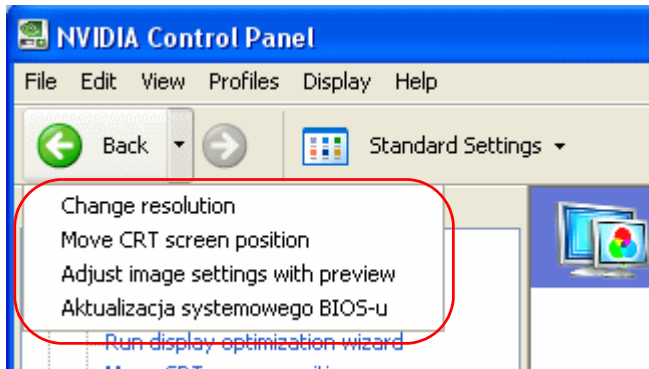 NVIDIA Control Panel
File Edit View Profiles Display Help
Back Standard Settings
Change resolution
Move CRT screen position
Adjust image settings with preview
Aktualizacja systemowego BIOS-u
Run display optimization wizard